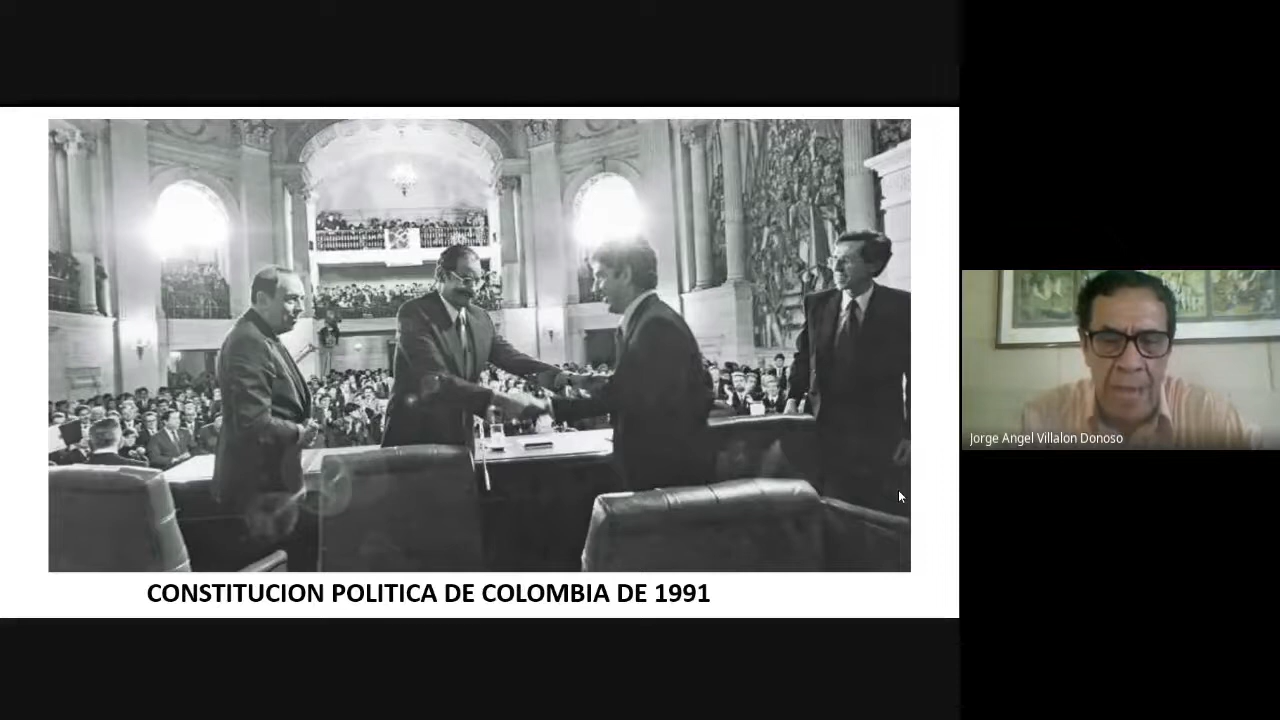 CONSTITUCION POLITICA DE COLOMBIA DE 1991
Jorge Angel Villalon Donoso